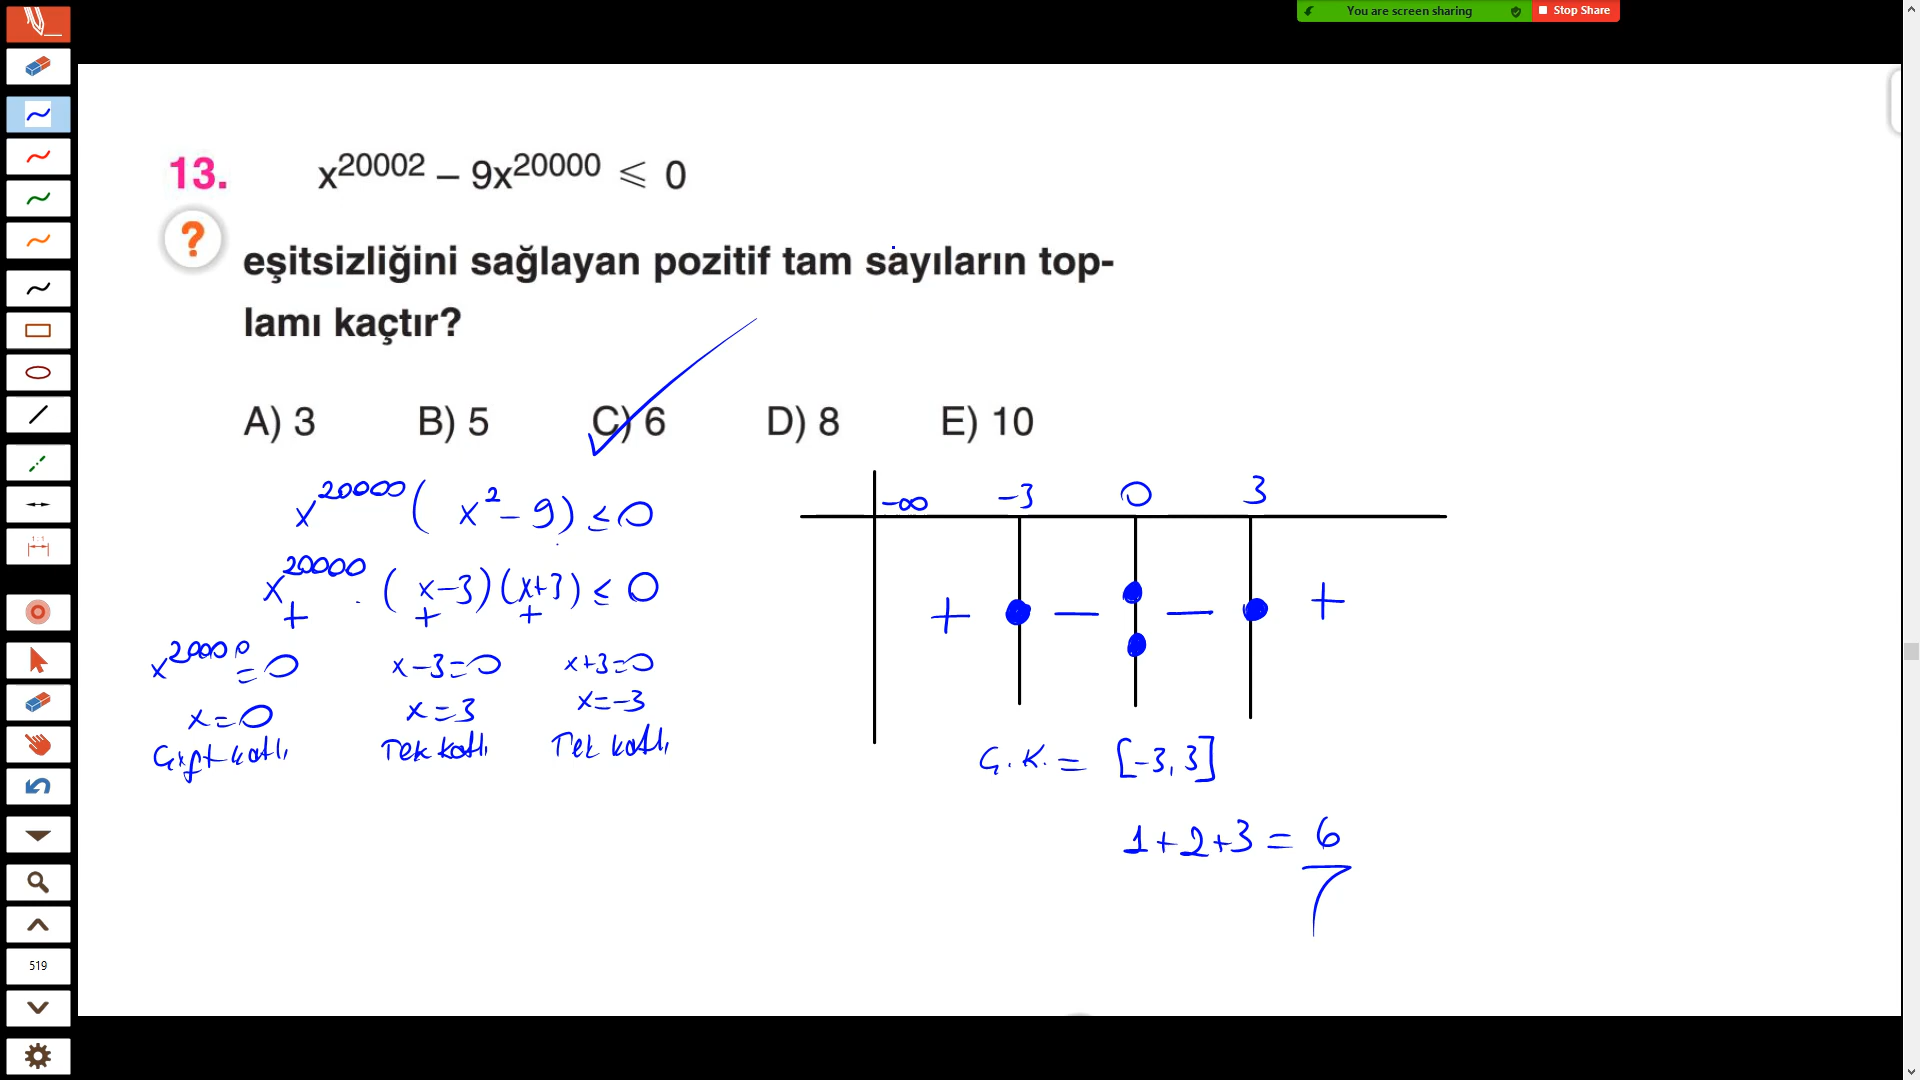 You are screen sharing
Stop Share
13. x^20002 – 9x^20000 ⩽ 0
?
eşitsizliğini sağlayan pozitif tam sayıların top-
lamı kaçtır?
A) 3 B) 5 C) 6 D) 8 E) 10
x^20000 ( x^2 - 9) ≤ 0
x^20000 . ( x-3)(x+3) ≤ 0
+ + +
x^20000 = 0 x-3=0 x+3=0
x=0 x=3 x=-3
Çift katlı Tek katlı Tek katlı
-∞ -3 0 3
+ - - +
Ç.K. = [-3, 3]
1+2+3 = 6
1:1
519